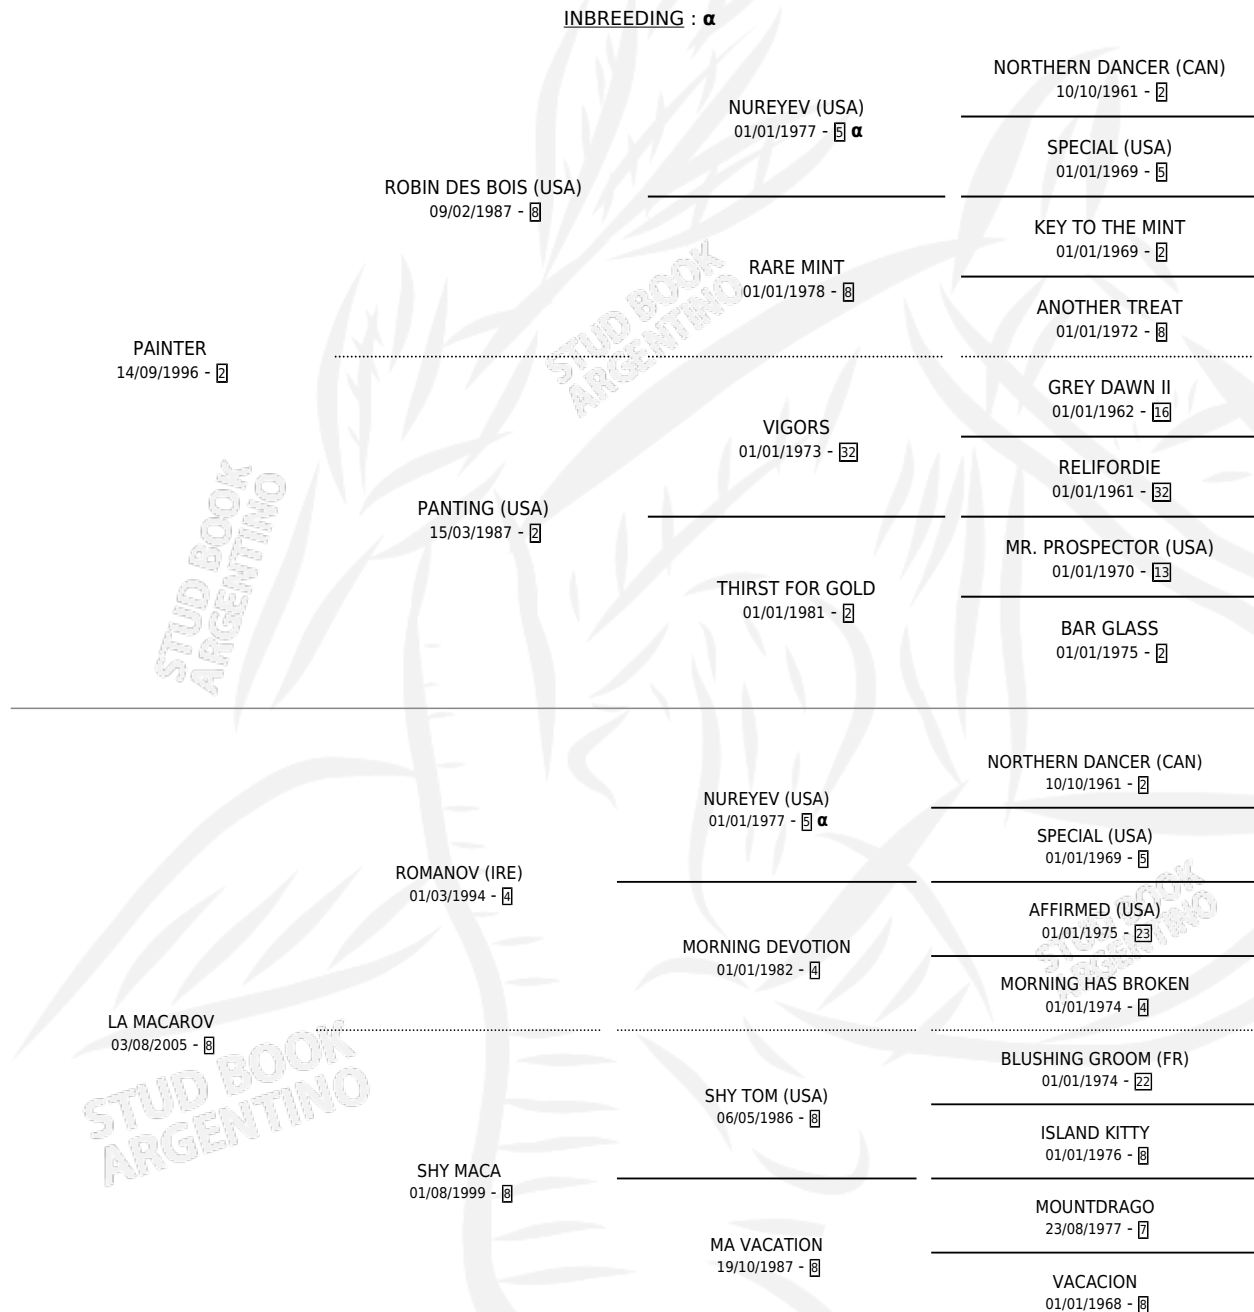 INBREEDING : α
NORTHERN DANCER (CAN)
10/10/1961 - 2
NUREYEV (USA)
01/01/1977 - 5 α
SPECIAL (USA)
01/01/1969 - 5
ROBIN DES BOIS (USA)
09/02/1987 - 8
KEY TO THE MINT
01/01/1969 - 2
RARE MINT
01/01/1978 - 8
ANOTHER TREAT
01/01/1972 - 8
PAINTER
14/09/1996 - 2
GREY DAWN II
01/01/1962 - 16
VIGORS
01/01/1973 - 32
RELIFORDIE
01/01/1961 - 32
PANTING (USA)
15/03/1987 - 2
MR. PROSPECTOR (USA)
01/01/1970 - 13
THIRST FOR GOLD
01/01/1981 - 2
BAR GLASS
01/01/1975 - 2
NORTHERN DANCER (CAN)
10/10/1961 - 2
NUREYEV (USA)
01/01/1977 - 5 α
SPECIAL (USA)
01/01/1969 - 5
ROMANOV (IRE)
01/03/1994 - 4
AFFIRMED (USA)
01/01/1975 - 23
MORNING DEVOTION
01/01/1982 - 4
MORNING HAS BROKEN
01/01/1974 - 4
LA MACAROV
03/08/2005 - 8
BLUSHING GROOM (FR)
01/01/1974 - 22
SHY TOM (USA)
06/05/1986 - 8
ISLAND KITTY
01/01/1976 - 8
SHY MACA
01/08/1999 - 8
MOUNTDRAGO
23/08/1977 - 7
MA VACATION
19/10/1987 - 8
VACACION
01/01/1968 - 8
STUD BOOK
ARGENTINO
STUD BOOK
ARGENTINO
STUD BOOK
ARGENTINO
STUD BOOK
ARGENTINO